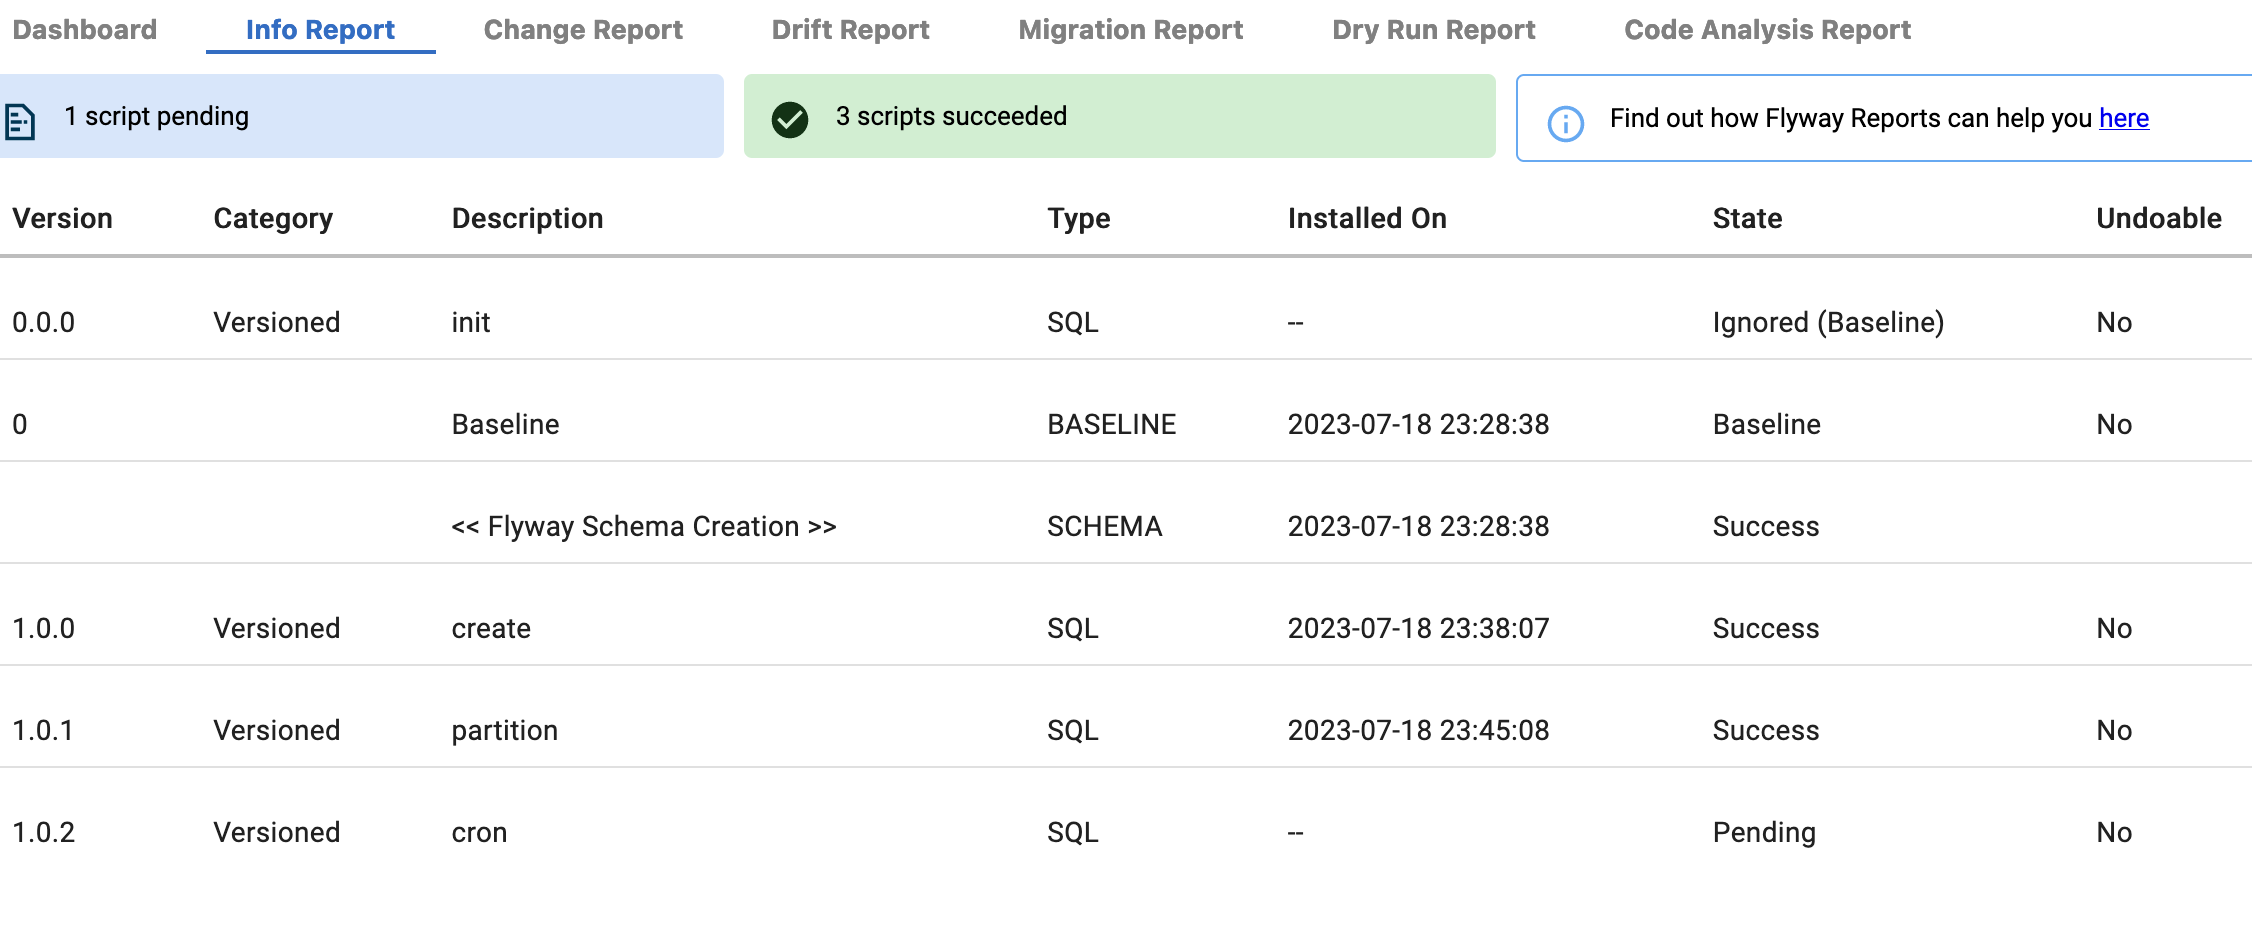 Dashboard Info Report Change Report Drift Report Migration Report Dry Run Report Code Analysis Report
1 script pending 3 scripts succeeded Find out how Flyway Reports can help you here
Version Category Description Type Installed On State Undoable
0.0.0 Versioned init SQL -- Ignored (Baseline) No
0 Baseline BASELINE 2023-07-18 23:28:38 Baseline No
<< Flyway Schema Creation >> SCHEMA 2023-07-18 23:28:38 Success
1.0.0 Versioned create SQL 2023-07-18 23:38:07 Success No
1.0.1 Versioned partition SQL 2023-07-18 23:45:08 Success No
1.0.2 Versioned cron SQL -- Pending No